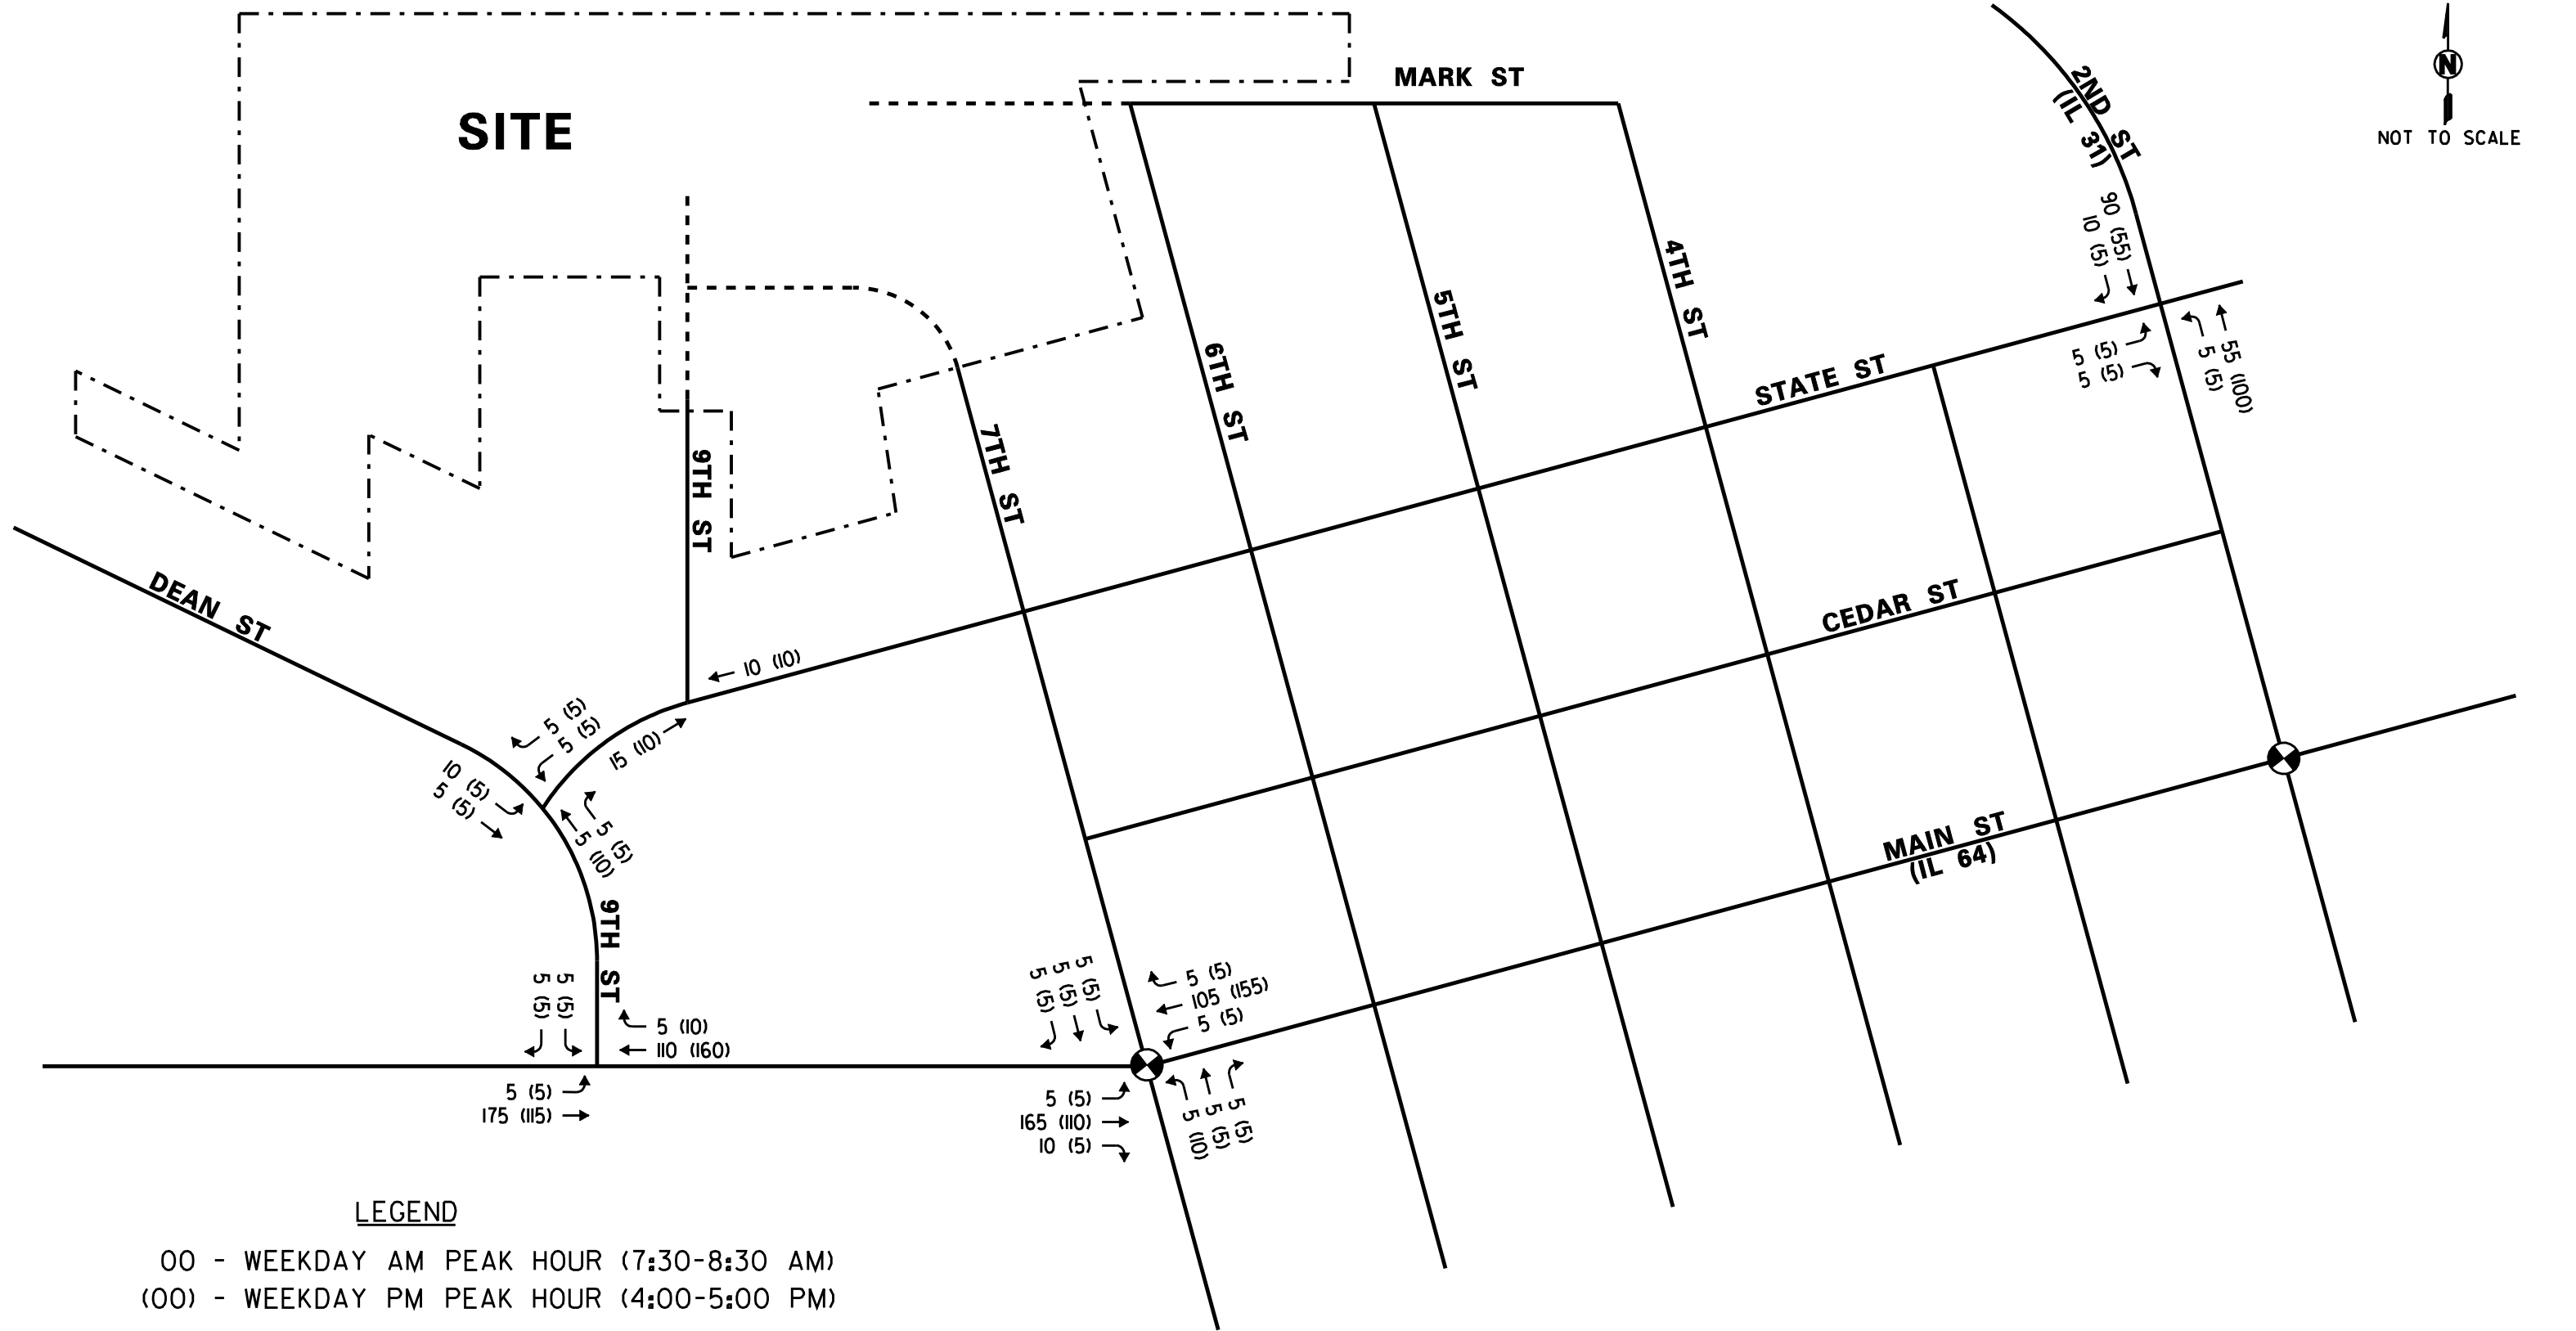 MARK ST
N
NOT TO SCALE
SITE
2ND ST
(IL 31)
90 (55)
10 (5)
5 (5)
5 (5)
55 (100)
5 (5)
4TH ST
5TH ST
6TH ST
7TH ST
9TH ST
STATE ST
CEDAR ST
DEAN ST
10 (10)
5 (5)
5 (5)
15 (10)
10 (5)
5 (5)
5 (5)
5 (10)
9TH ST
MAIN ST
(IL 64)
5 (5)
5 (5)
5 (10)
110 (160)
5 (5)
175 (115)
5 (5)
5 (5)
5 (5)
5 (5)
105 (155)
5 (5)
5 (5)
165 (110)
10 (5)
5 (10)
5 (5)
5 (5)
LEGEND
00 - WEEKDAY AM PEAK HOUR (7:30-8:30 AM)
(00) - WEEKDAY PM PEAK HOUR (4:00-5:00 PM)